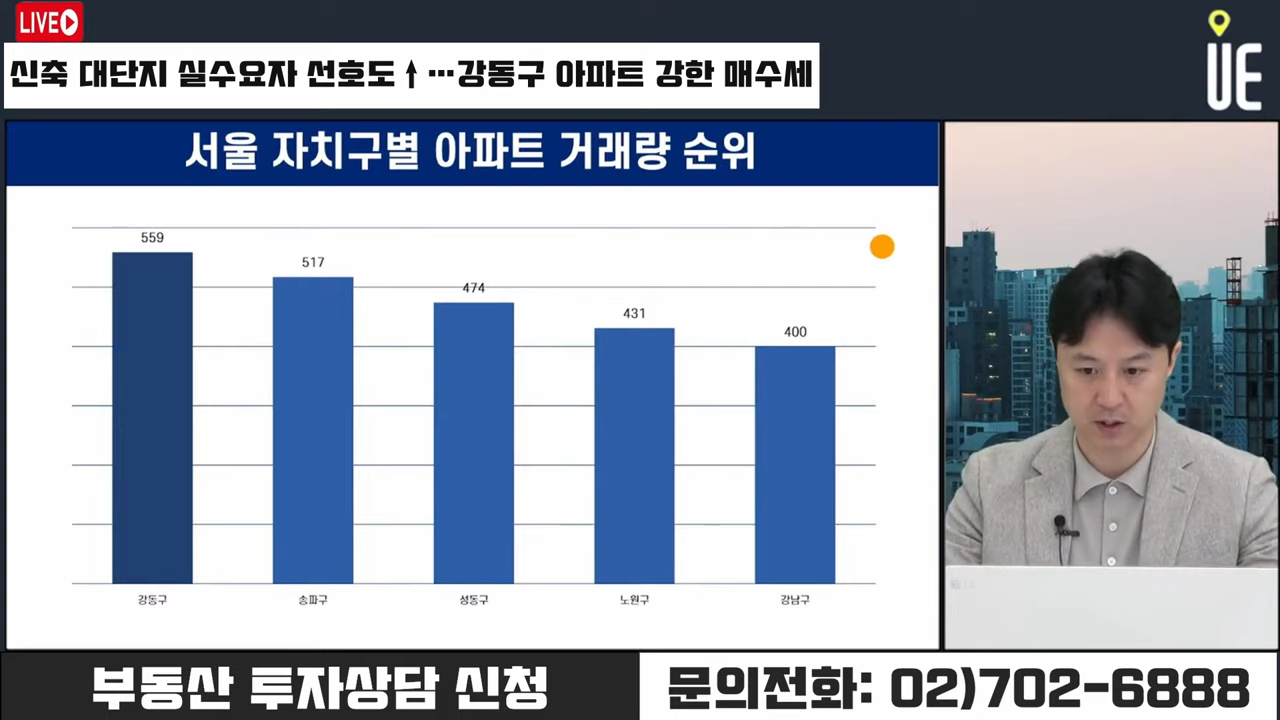 LIVE
신축 대단지 실수요자 선호도↑…강동구 아파트 강한 매수세
UE
서울 자치구별 아파트 거래량 순위
559
517
474
431
400
강동구
송파구
성동구
노원구
강남구
부동산 투자상담 신청
문의전화: 02)702-6888